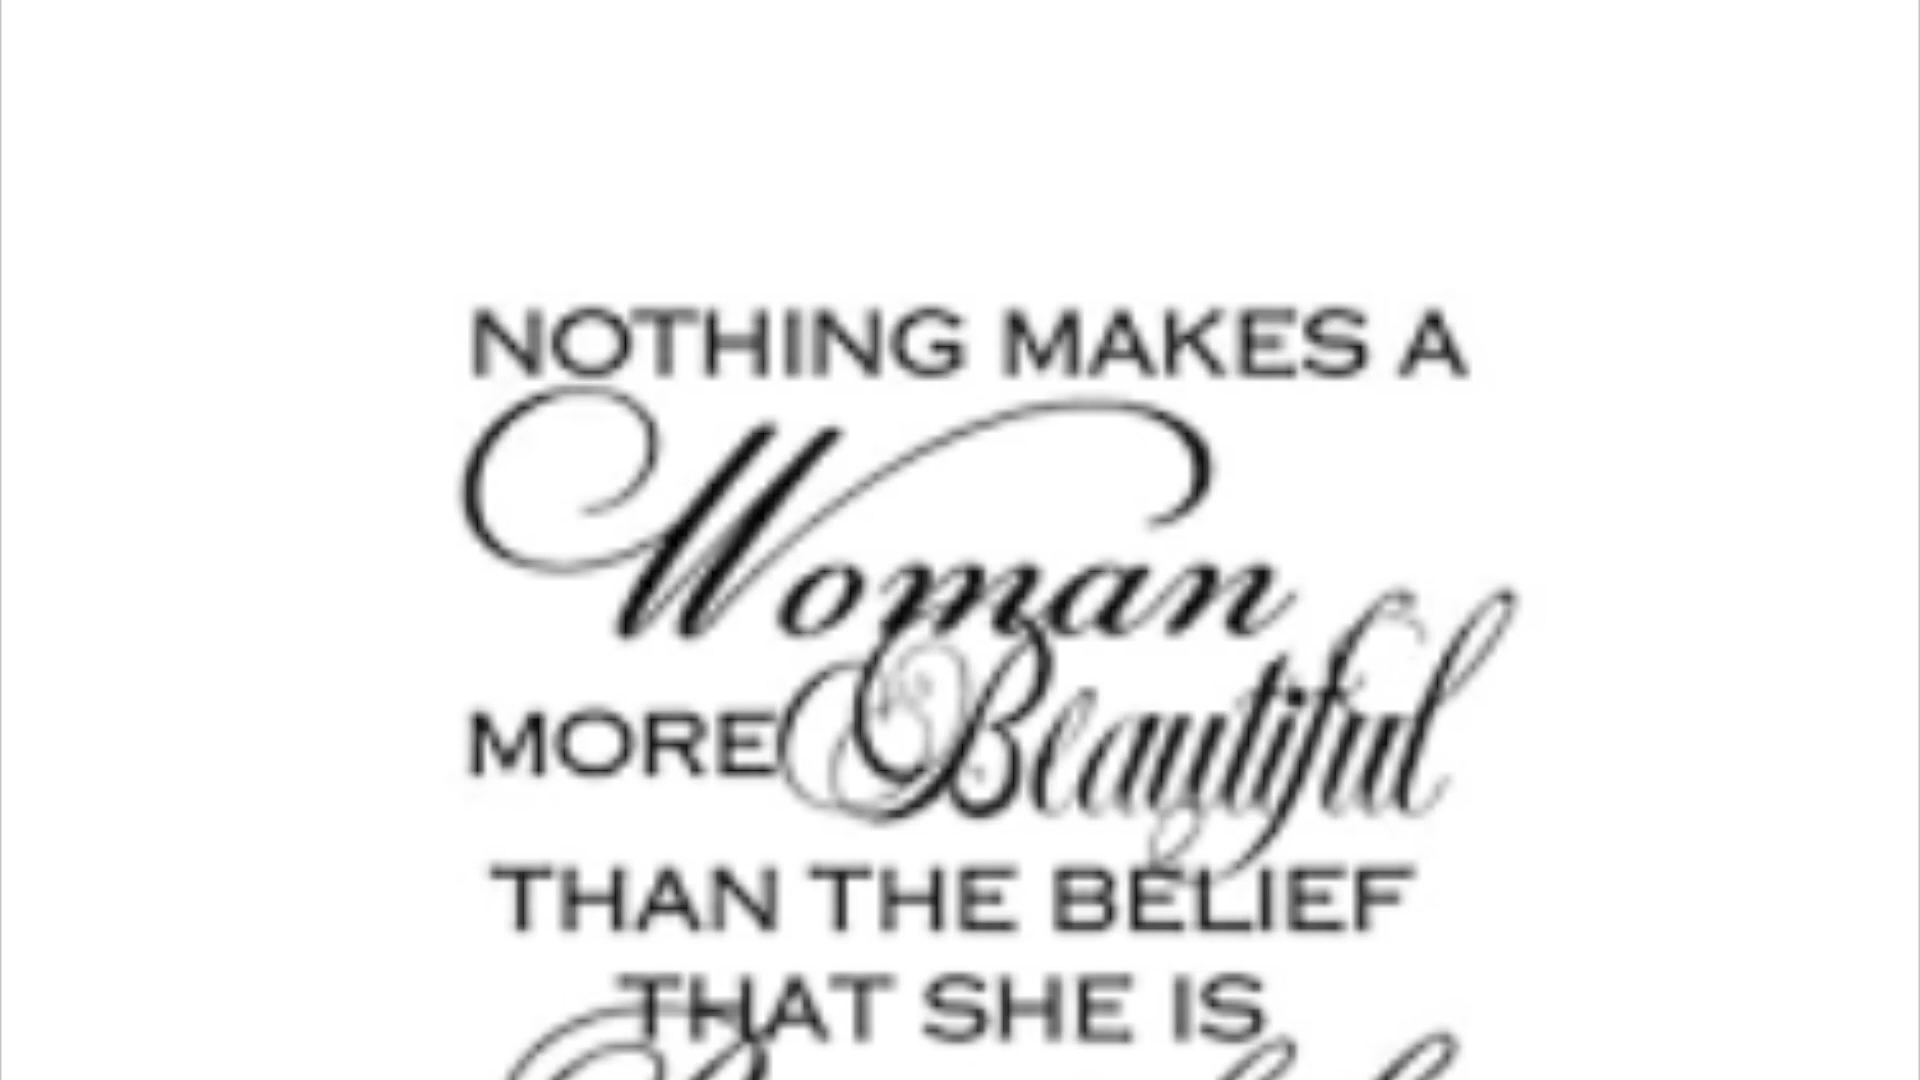 NOTHING MAKES A
Woman
MORE Beautiful
THAN THE BELIEF
THAT SHE IS